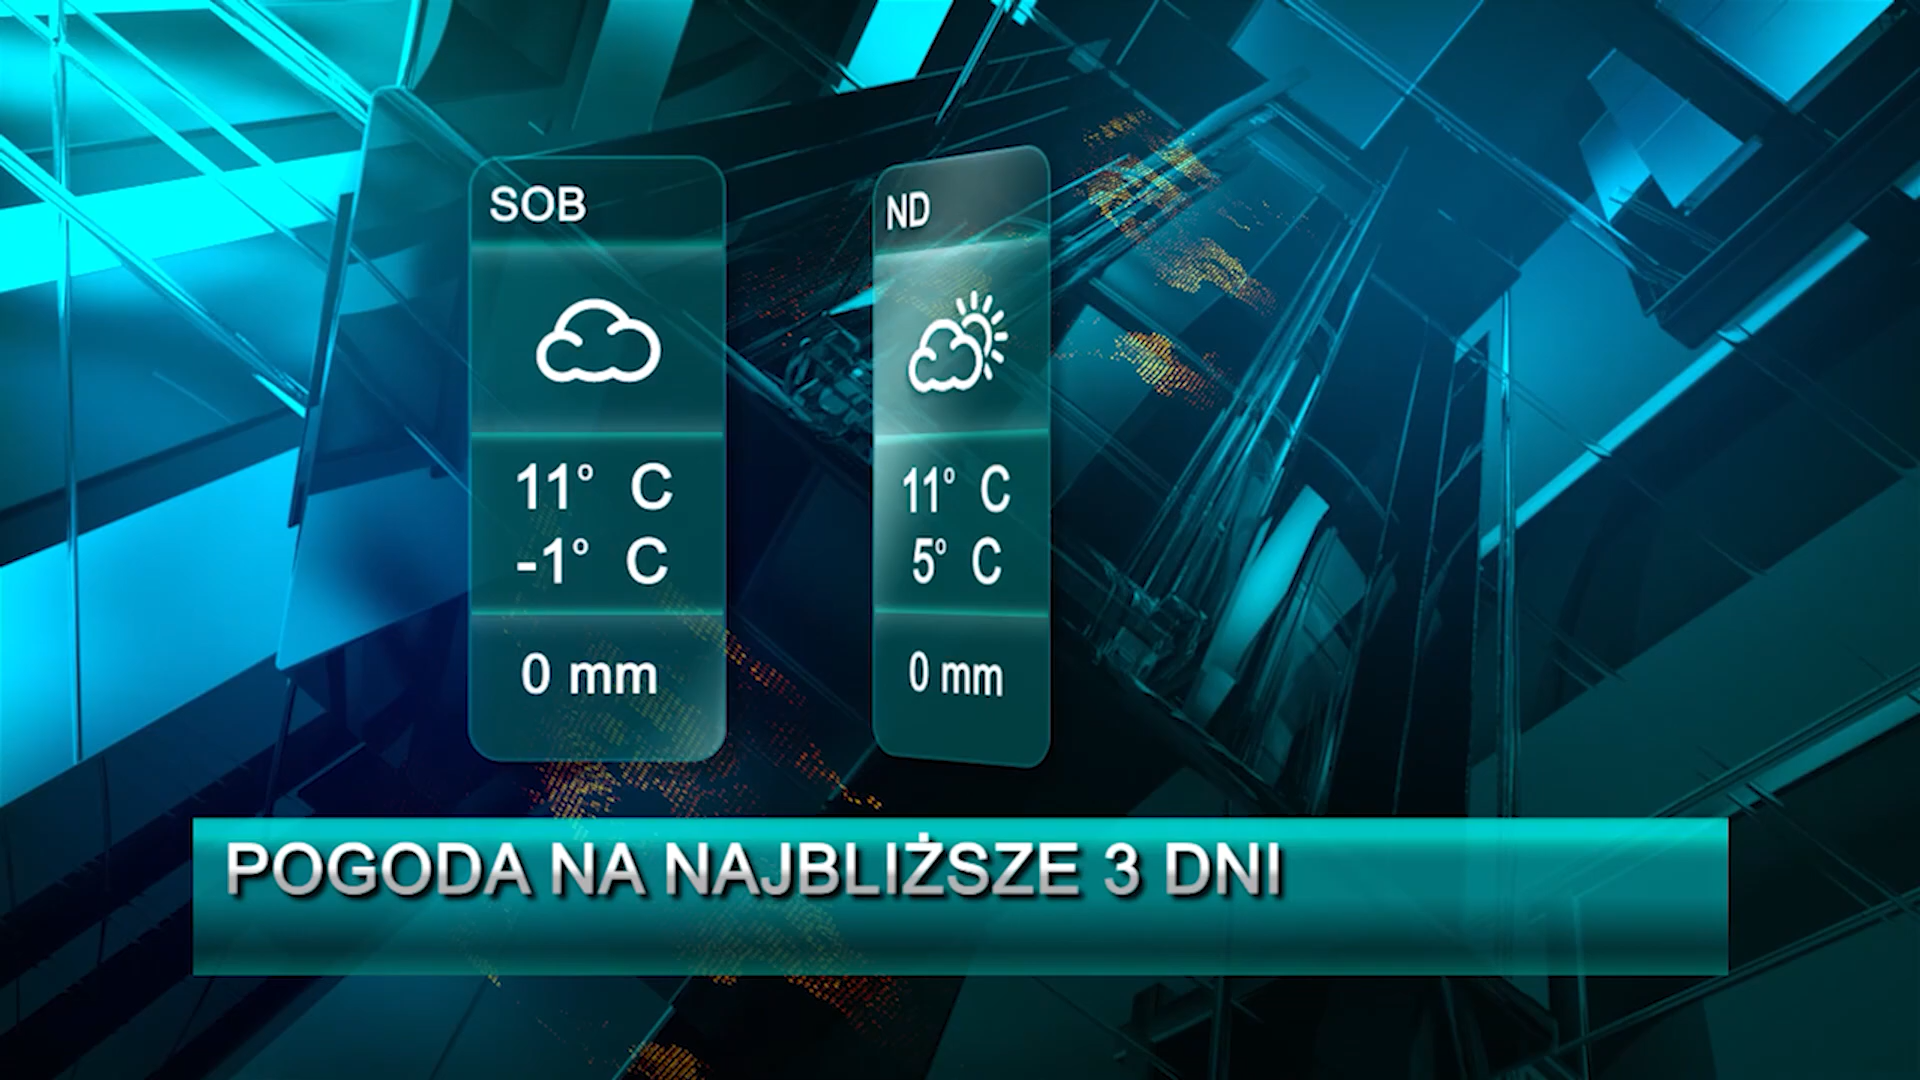 SOB
11° C
-1° C
0 mm
ND
11° C
5° C
0 mm
POGODA NA NAJBLIŻSZE 3 DNI